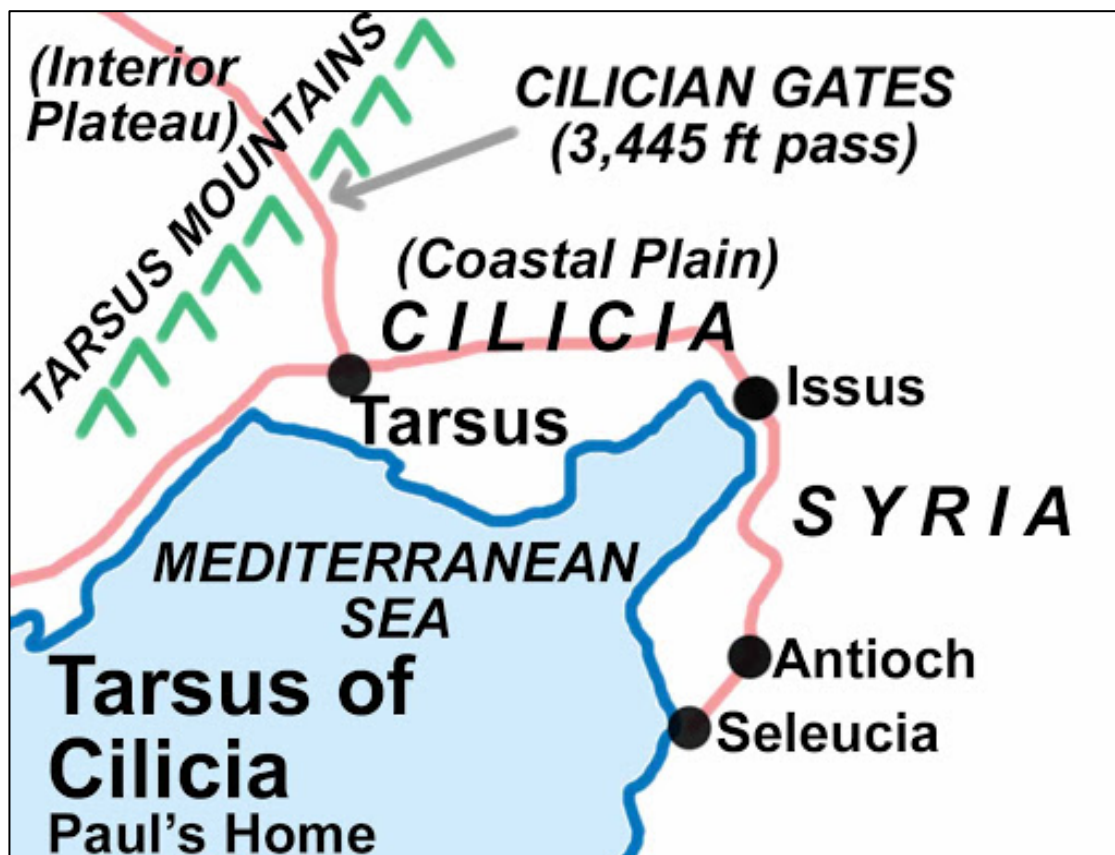 (Interior
Plateau)
TARSUS MOUNTAINS
CILICIAN GATES
(3,445 ft pass)
(Coastal Plain)
CILICIA
Tarsus
Issus
SYRIA
MEDITERRANEAN
SEA
Antioch
Seleucia
Tarsus of
Cilicia
Paul's Home